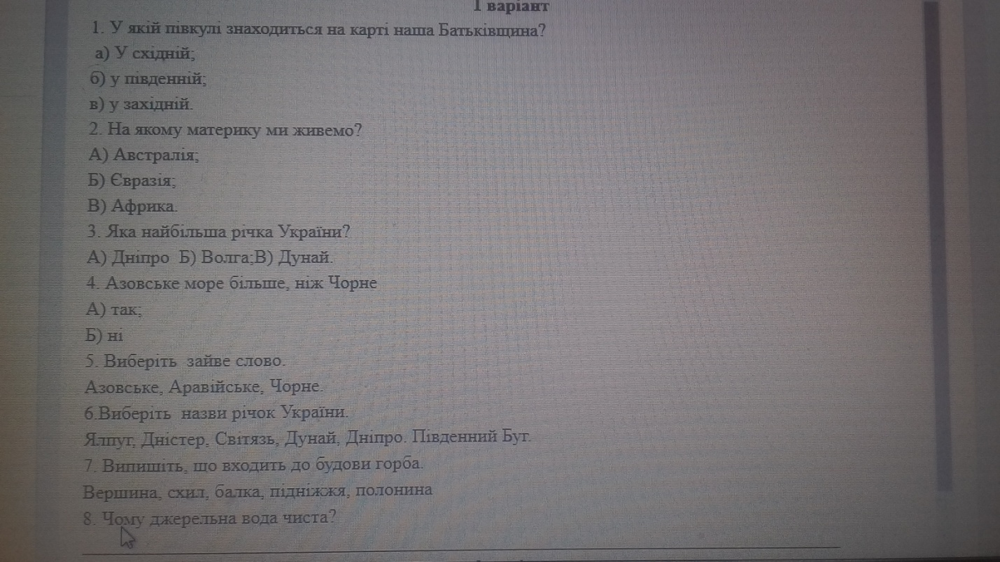 І варіант
1. У якій півкулі знаходиться на карті наша Батьківщина?
а) У східній;
б) у південній;
в) у західній.
2. На якому материку ми живемо?
А) Австралія;
Б) Євразія;
В) Африка.
3. Яка найбільша річка України?
А) Дніпро Б) Волга;В) Дунай.
4. Азовське море більше, ніж Чорне
А) так;
Б) ні
5. Виберіть зайве слово.
Азовське, Аравійське, Чорне.
6.Виберіть назви річок України.
Ялпуг, Дністер, Світязь, Дунай, Дніпро. Південний Буг.
7. Випишіть, що входить до будови горба.
Вершина, схил, балка, підніжжя, полонина
8. Чому джерельна вода чиста?